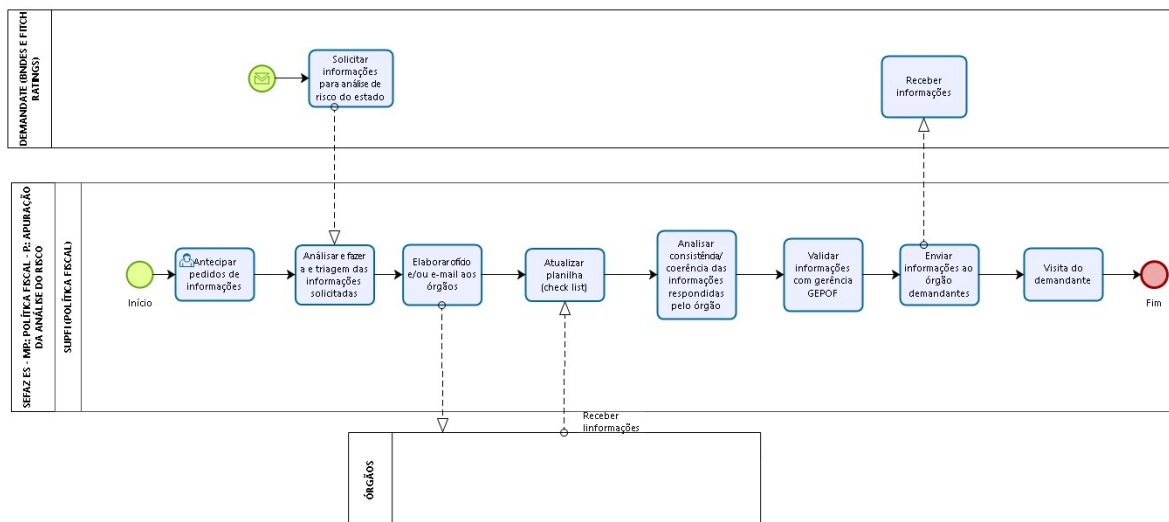 DEMANDATE (BNDES E FITCH
RATINGS)
Solicitar
informações
para análise de
risco do estado
Receber
informações
SEFAZ ES - MP.: POLÍTICA FISCAL - P.: APURAÇÃO
DA ANÁLISE DO RISCO
SUPFI (POLÍTICA FISCAL)
Início
Antecipar
pedidos de
informações
Análisar e fazer
a e triagem das
informações
solicitadas
Elaborar ofício
e/ou e-mail aos
órgãos
Atualizar
planilha
(check list)
Analisar
consistência/
coerência das
informações
respondidas
pelo órgão
Validar
informações
com gerência
GEPOF
Enviar
informações ao
órgão
demandantes
Visita do
demandante
Fim
Receber
linformações
ÓRGÃOS